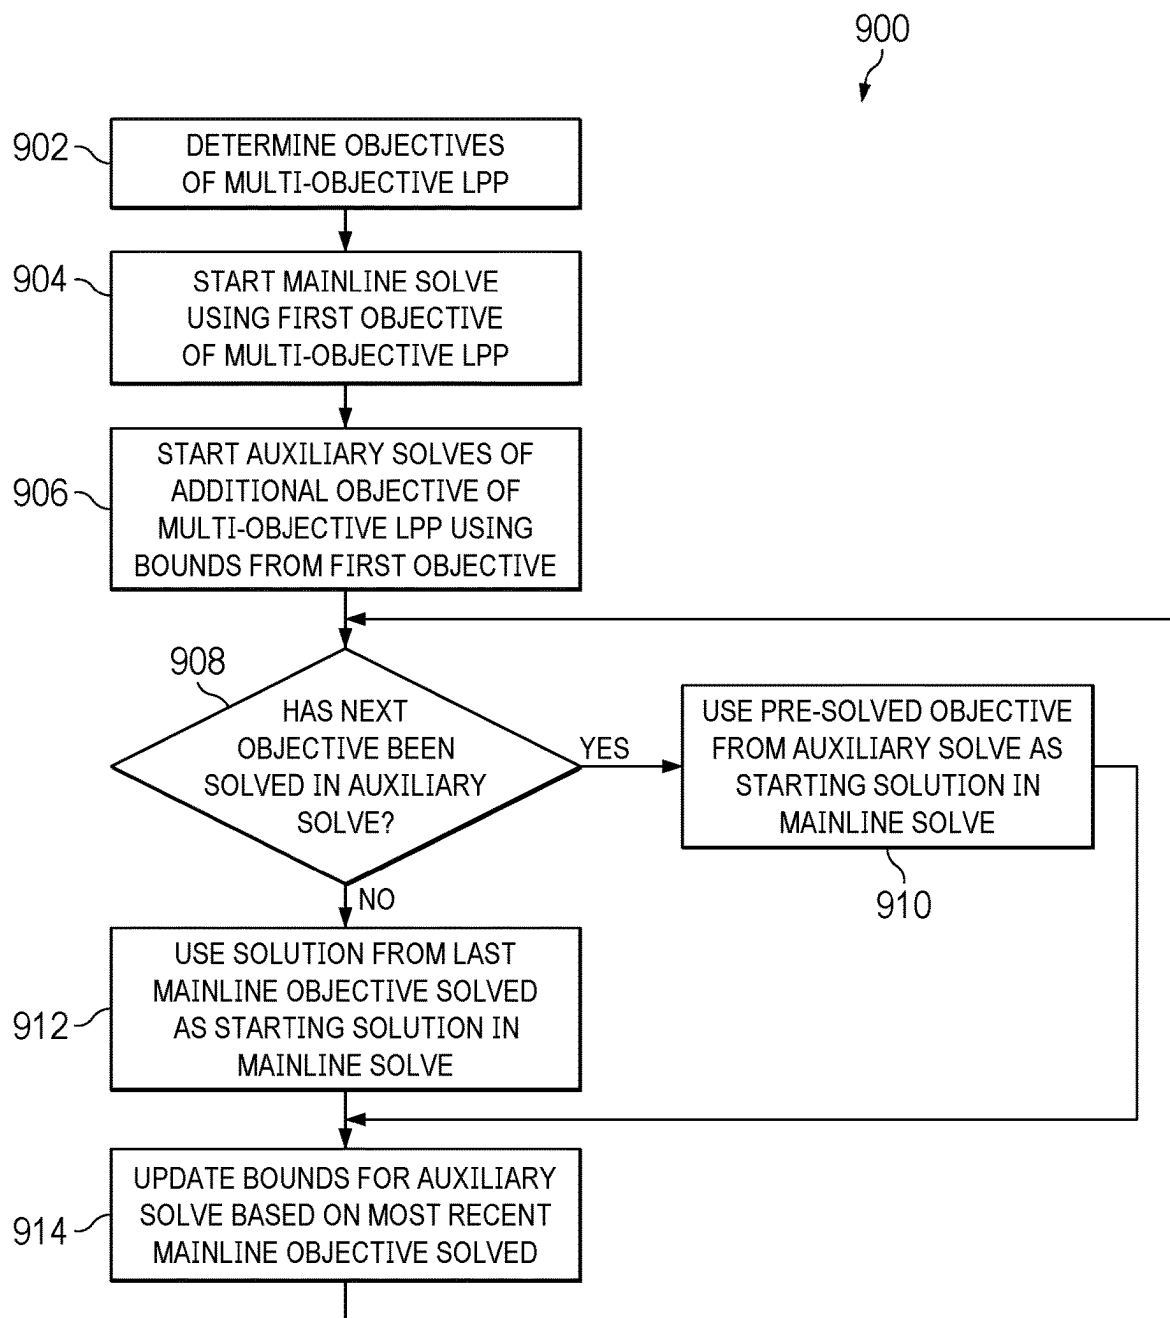 900
902
DETERMINE OBJECTIVES
OF MULTI-OBJECTIVE LPP
904
START MAINLINE SOLVE
USING FIRST OBJECTIVE
OF MULTI-OBJECTIVE LPP
906
START AUXILIARY SOLVES OF
ADDITIONAL OBJECTIVE OF
MULTI-OBJECTIVE LPP USING
BOUNDS FROM FIRST OBJECTIVE
908
HAS NEXT
OBJECTIVE BEEN
SOLVED IN AUXILIARY
SOLVE?
YES
USE PRE-SOLVED OBJECTIVE
FROM AUXILIARY SOLVE AS
STARTING SOLUTION IN
MAINLINE SOLVE
910
NO
912
USE SOLUTION FROM LAST
MAINLINE OBJECTIVE SOLVED
AS STARTING SOLUTION IN
MAINLINE SOLVE
914
UPDATE BOUNDS FOR AUXILIARY
SOLVE BASED ON MOST RECENT
MAINLINE OBJECTIVE SOLVED